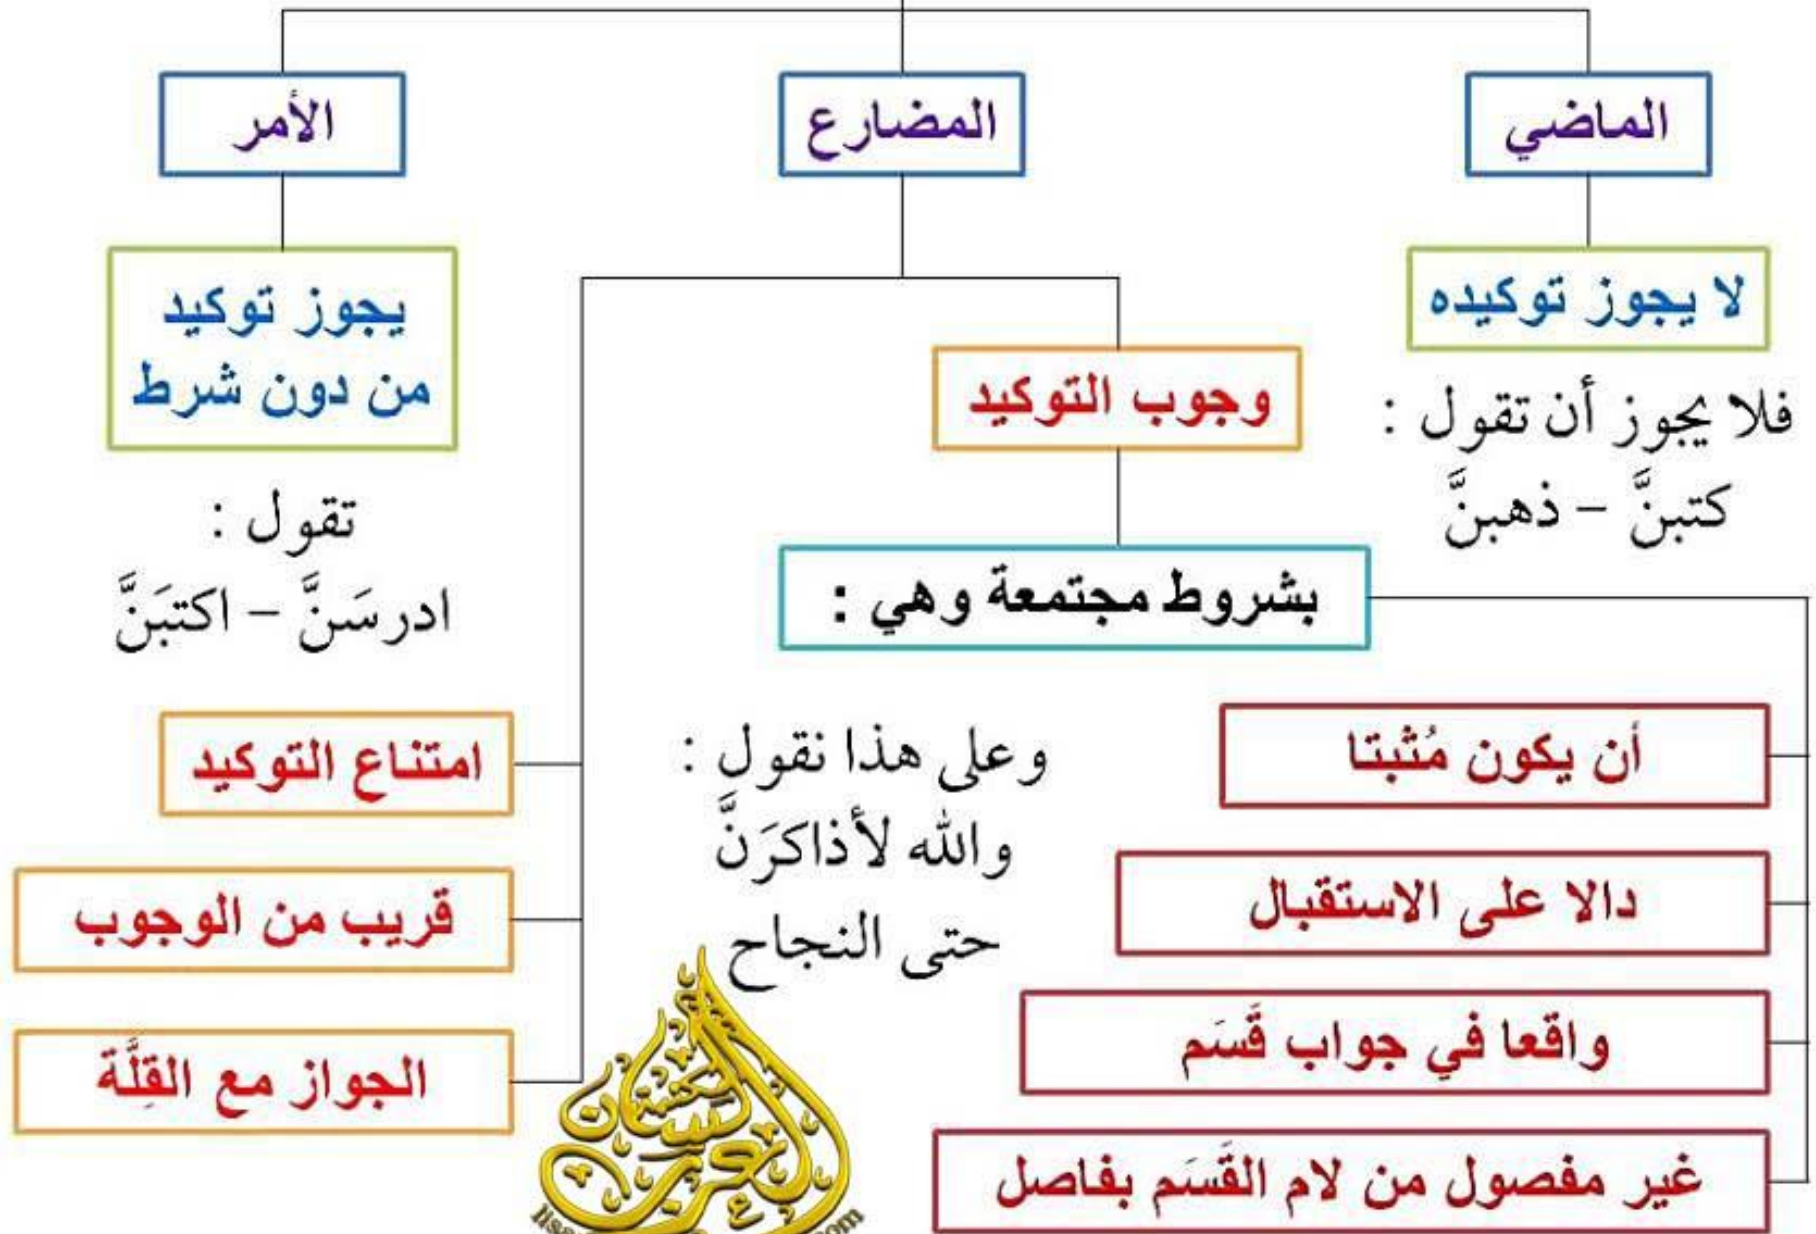 الماضي
لا يجوز توكيده
فلا يجوز أن تقول :
كتبنَّ – ذهبنَّ
المضارع
وجوب التوكيد
بشروط مجتمعة وهي :
أن يكون مُثبتا
دالا على الاستقبال
واقعا في جواب قَسَم
غير مفصول من لام القَسَم بفاصل
وعلى هذا نقول :
والله لأذاكرَنَّ
حتى النجاح
امتناع التوكيد
قريب من الوجوب
الجواز مع القِلَّة
الأمر
يجوز توكيد
من دون شرط
تقول :
ادرسَنَّ – اكتبَنَّ